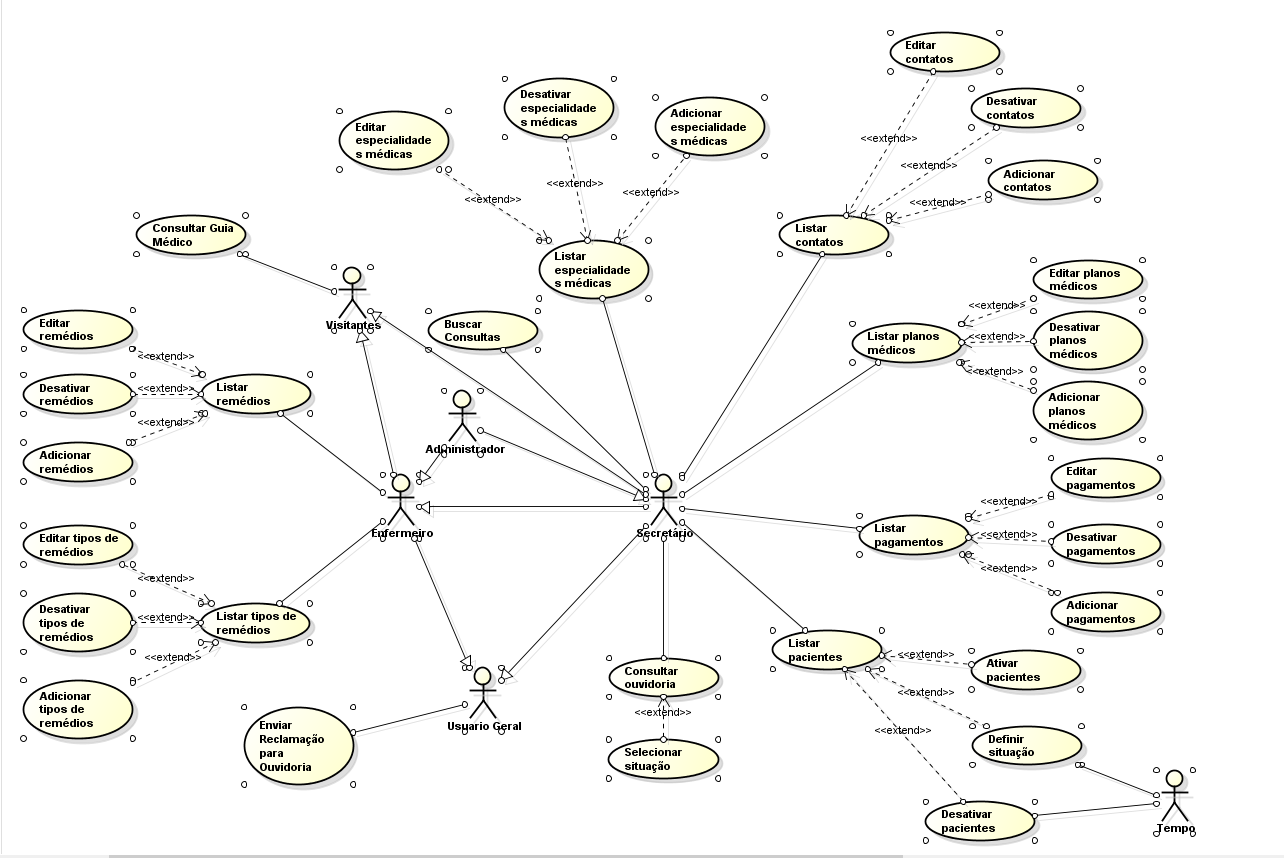 Editar
contatos
Desativar
contatos
Adicionar
contatos
<<extend>>
<<extend>>
<<extend>>
Listar
contatos
Desativar
especialidade
s médicas
Editar
especialidade
s médicas
Adicionar
especialidade
s médicas
<<extend>>
<<extend>>
<<extend>>
Listar
especialidade
s médicas
Consultar Guia
Médico
Visitantes
Buscar
Consultas
Administrador
Editar
remédios
Desativar
remédios
Adicionar
remédios
<<extend>>
<<extend>>
<<extend>>
Listar
remédios
Editar planos
médicos
Desativar
planos
médicos
Adicionar
planos
médicos
<<extend>>
<<extend>>
<<extend>>
Listar planos
médicos
Enfermeiro
Secretário
Editar
pagamentos
Desativar
pagamentos
Adicionar
pagamentos
<<extend>>
<<extend>>
<<extend>>
Listar
pagamentos
Editar tipos de
remédios
Desativar
tipos de
remédios
Adicionar
tipos de
remédios
<<extend>>
<<extend>>
<<extend>>
Listar tipos de
remédios
Enviar
Reclamação
para
Ouvidoria
Usuario Geral
Consultar
ouvidoria
<<extend>>
Selecionar
situação
Listar
pacientes
<<extend>>
<<extend>>
<<extend>>
Ativar
pacientes
Definir
situação
Desativar
pacientes
Tempo